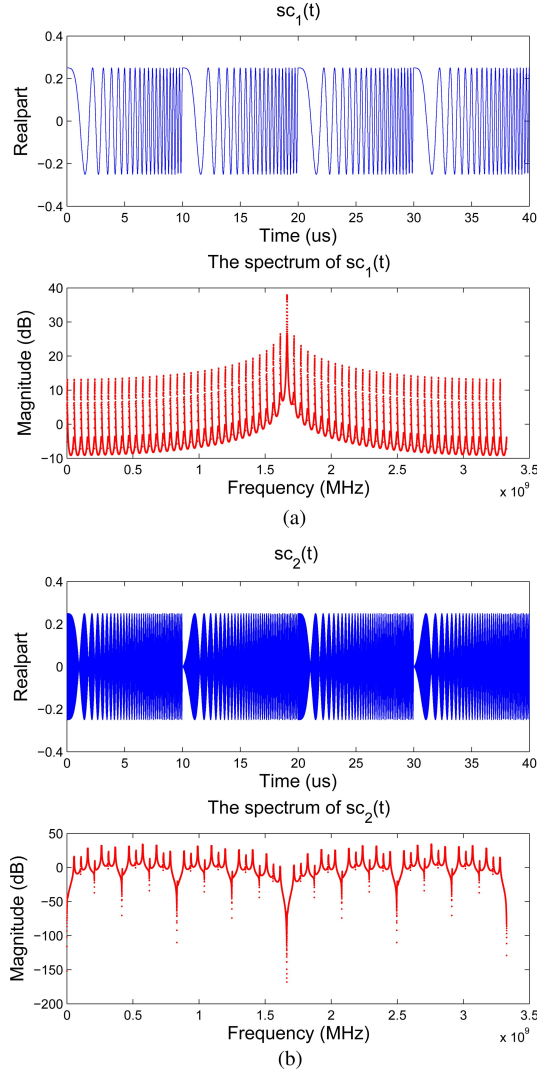 sc1(t)
0.4
0.2
0
−0.2
−0.4
Realpart
0 5 10 15 20 25 30 35 40
Time (us)
The spectrum of sc1(t)
40
30
20
10
0
−10
Magnitude (dB)
0 0.5 1 1.5 2 2.5 3 3.5
Frequency (MHz)
x 10^9
(a)
sc2(t)
0.4
0.2
0
−0.2
−0.4
Realpart
0 5 10 15 20 25 30 35 40
Time (us)
The spectrum of sc2(t)
50
0
−50
−100
−150
−200
Magnitude (dB)
0 0.5 1 1.5 2 2.5 3 3.5
Frequency (MHz)
x 10^9
(b)